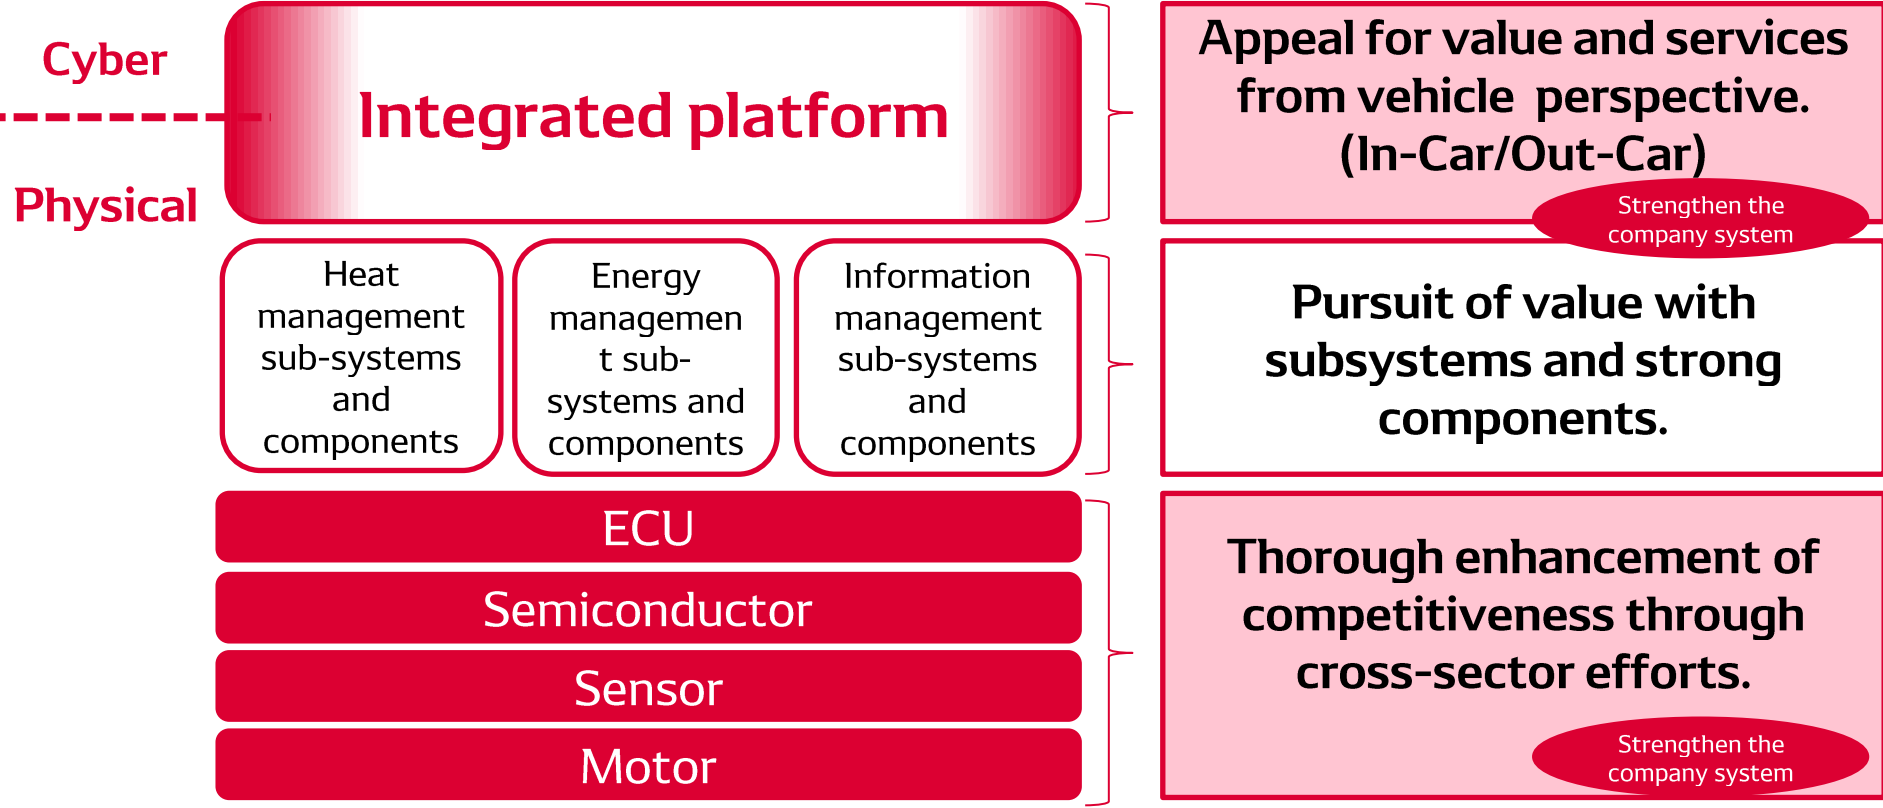 Cyber
Physical
Integrated platform
Appeal for value and services
from vehicle perspective.
(In-Car/Out-Car)
Strengthen the
company system
Heat
management
sub-systems
and
components
Energy
managemen
t sub-
systems and
components
Information
management
sub-systems
and
components
Pursuit of value with
subsystems and strong
components.
ECU
Semiconductor
Sensor
Motor
Thorough enhancement of
competitiveness through
cross-sector efforts.
Strengthen the
company system